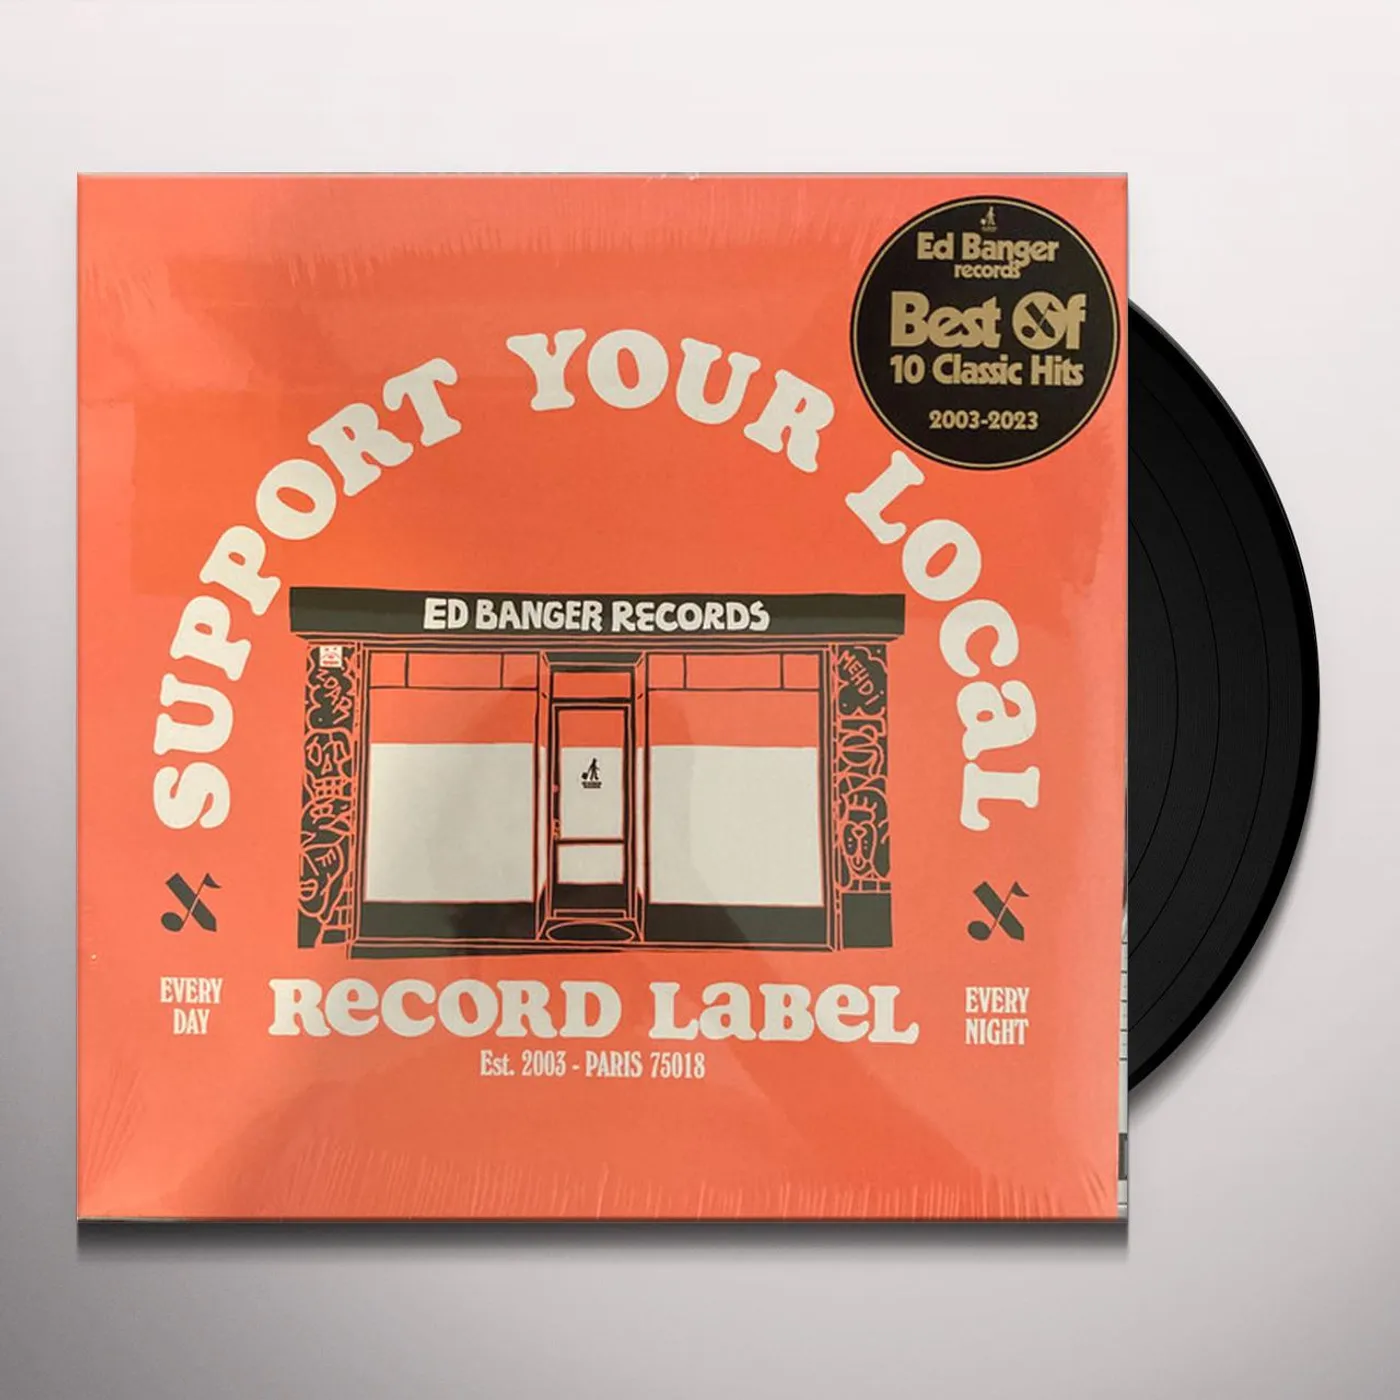 Ed Banger
records
Best Of
10 Classic Hits
2003-2023
SUPPORT YOUR LOCaL
ED BANGER RECORDS
MEHDi
ReCORD LaBeL
EVERY
DAY
EVERY
NIGHT
Est. 2003 - PARIS 75018